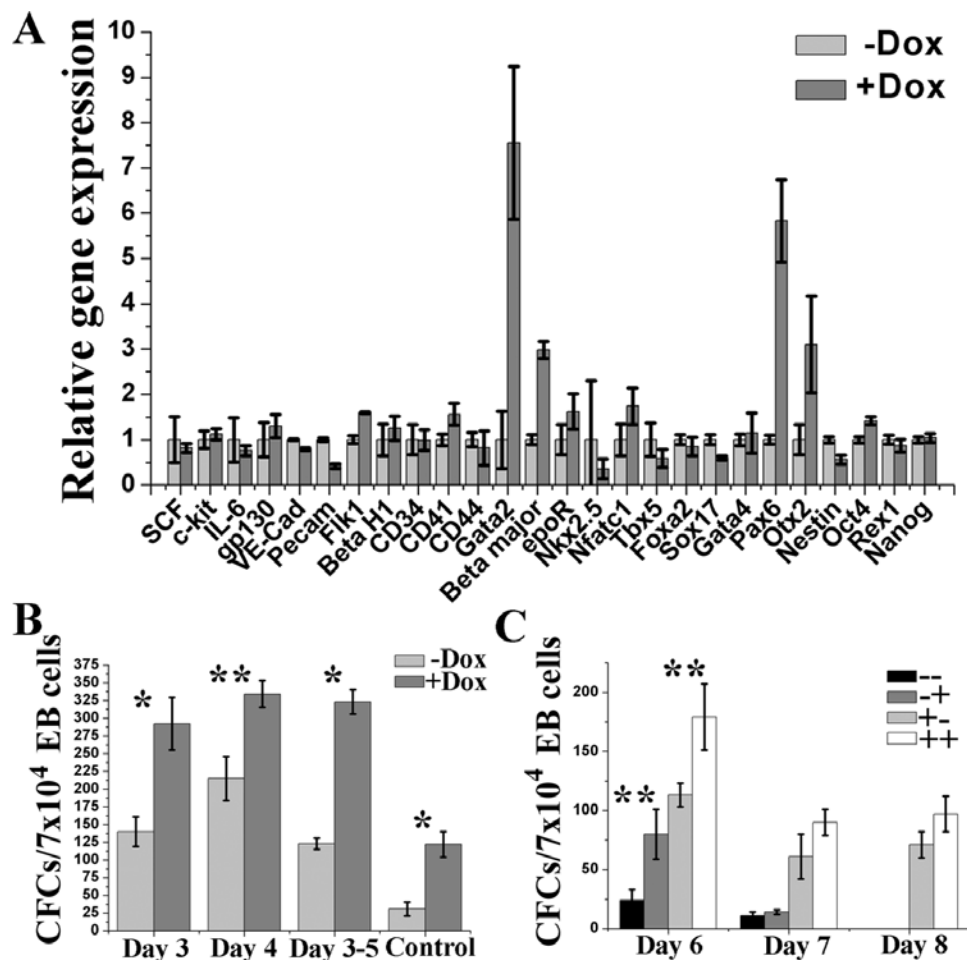 A
Relative gene expression
10
9
8
7
6
5
4
3
2
1
0
-Dox
+Dox
SCF
c-kit
IL-6
gp130
VE-Cad
Pecam
Flk1
Beta H1
CD34
CD41
CD44
Gata2
Beta major
epoR
Nkx2.5
Nfatc1
Tbx5
Foxa2
Sox17
Gata4
Pax6
Otx2
Nestin
Oct4
Rex1
Nanog
B
CFCs/7x10⁴ EB cells
375
350
325
300
275
250
225
200
175
150
125
100
75
50
25
0
-Dox
+Dox
*
**
*
*
Day 3
Day 4
Day 3-5
Control
C
CFCs/7x10⁴ EB cells
200
150
100
50
0
**
**
--
-+
+-
++
Day 6
Day 7
Day 8